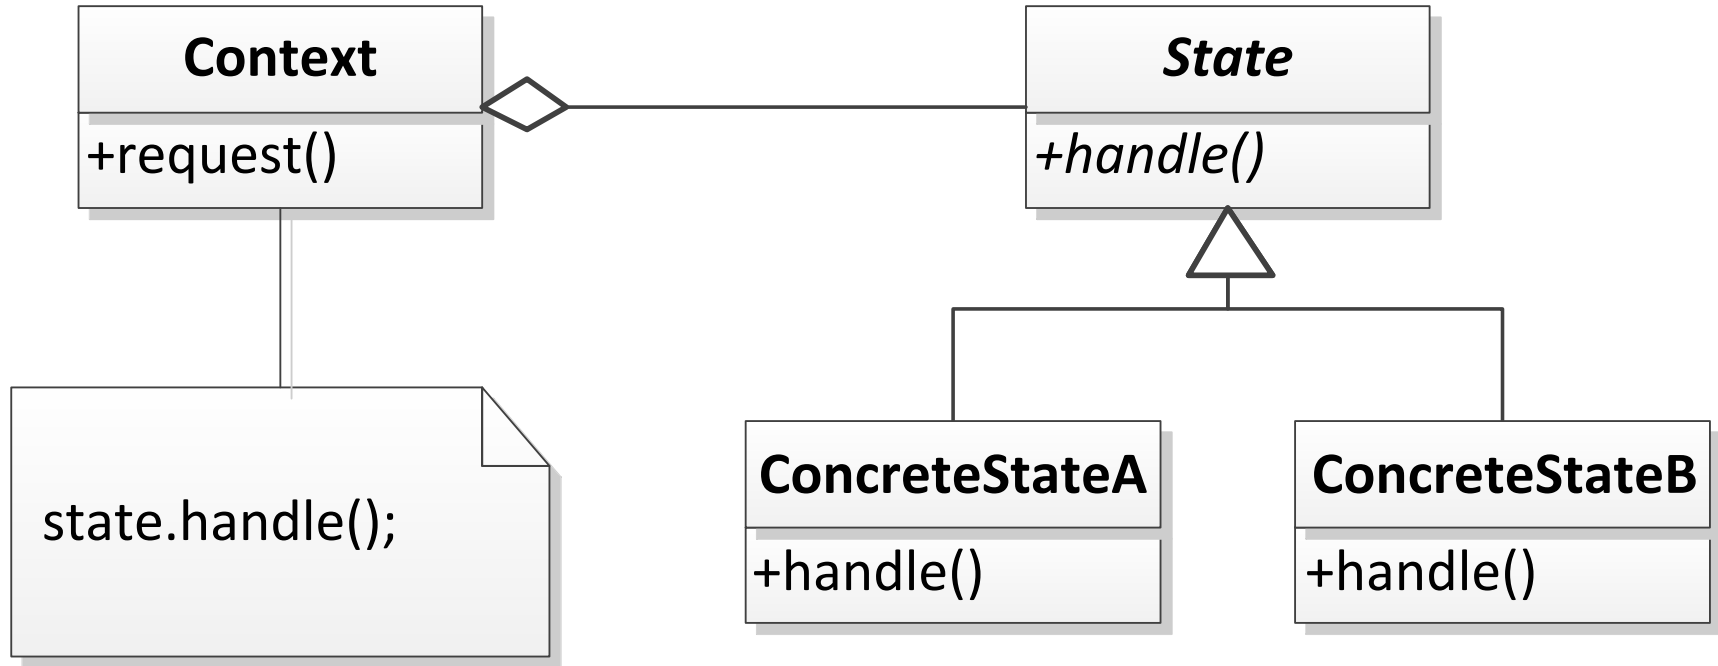 Context
+request()
State
+handle()
state.handle();
ConcreteStateA
+handle()
ConcreteStateB
+handle()